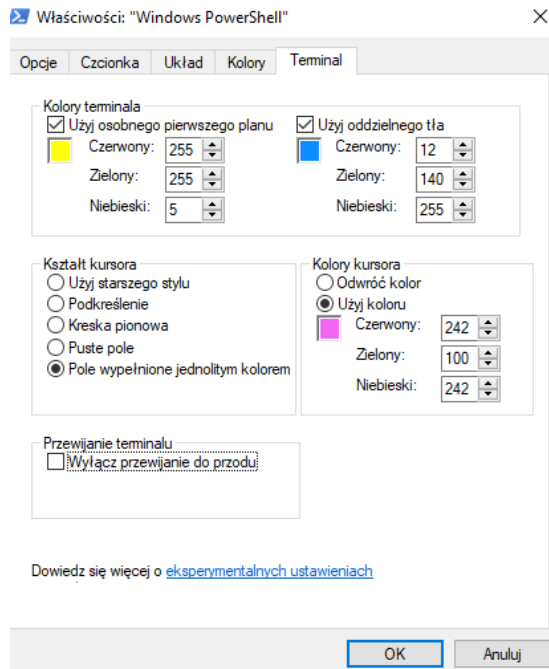 Właściwości: "Windows PowerShell"
Opcje Czcionka Układ Kolory Terminal
Kolory terminala
Użyj osobnego pierwszego planu Użyj oddzielnego tła
Czerwony: 255 Czerwony: 12
Zielony: 255 Zielony: 140
Niebieski: 5 Niebieski: 255
Kształt kursora Kolory kursora
Użyj starszego stylu Odwróć kolor
Podkreślenie Użyj koloru
Kreska pionowa Czerwony: 242
Puste pole Zielony: 100
Pole wypełnione jednolitym kolorem Niebieski: 242
Przewijanie terminalu
Wyłącz przewijanie do przodu
Dowiedz się więcej o eksperymentalnych ustawieniach
OK Anuluj